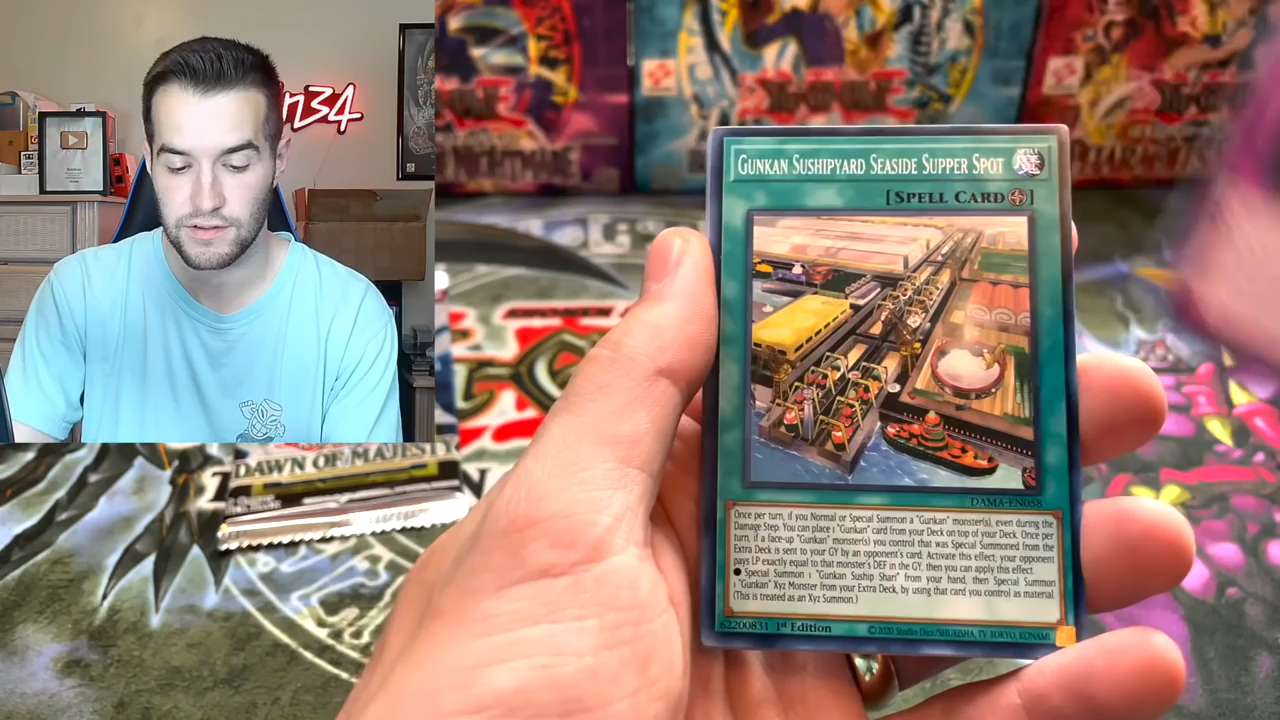 n34
GUNKAN SUSHIPYARD SEASIDE SUPPER SPOT
[SPELL CARD]
DAMA-EN058
Once per turn, if you Normal or Special Summon a "Gunkan" monster(s), even during the
Damage Step: You can place 1 "Gunkan" card from your Deck on top of your Deck. Once per
turn, if a face-up "Gunkan" monster(s) you control that was Special Summoned from the
Extra Deck is sent to your GY by an opponent's card: Activate this effect; your opponent
pays LP exactly equal to that monster's DEF in the GY, then you can apply this effect.
● Special Summon 1 "Gunkan Suship Shari" from your hand, then Special Summon
1 "Gunkan" Xyz Monster from your Extra Deck, by using that card you control as material
(This is treated as an Xyz Summon.)
62200831 1st Edition
©2020 Studio Dice/SHUEISHA, TV TOKYO, KONAMI
DAWN OF MAJESTY